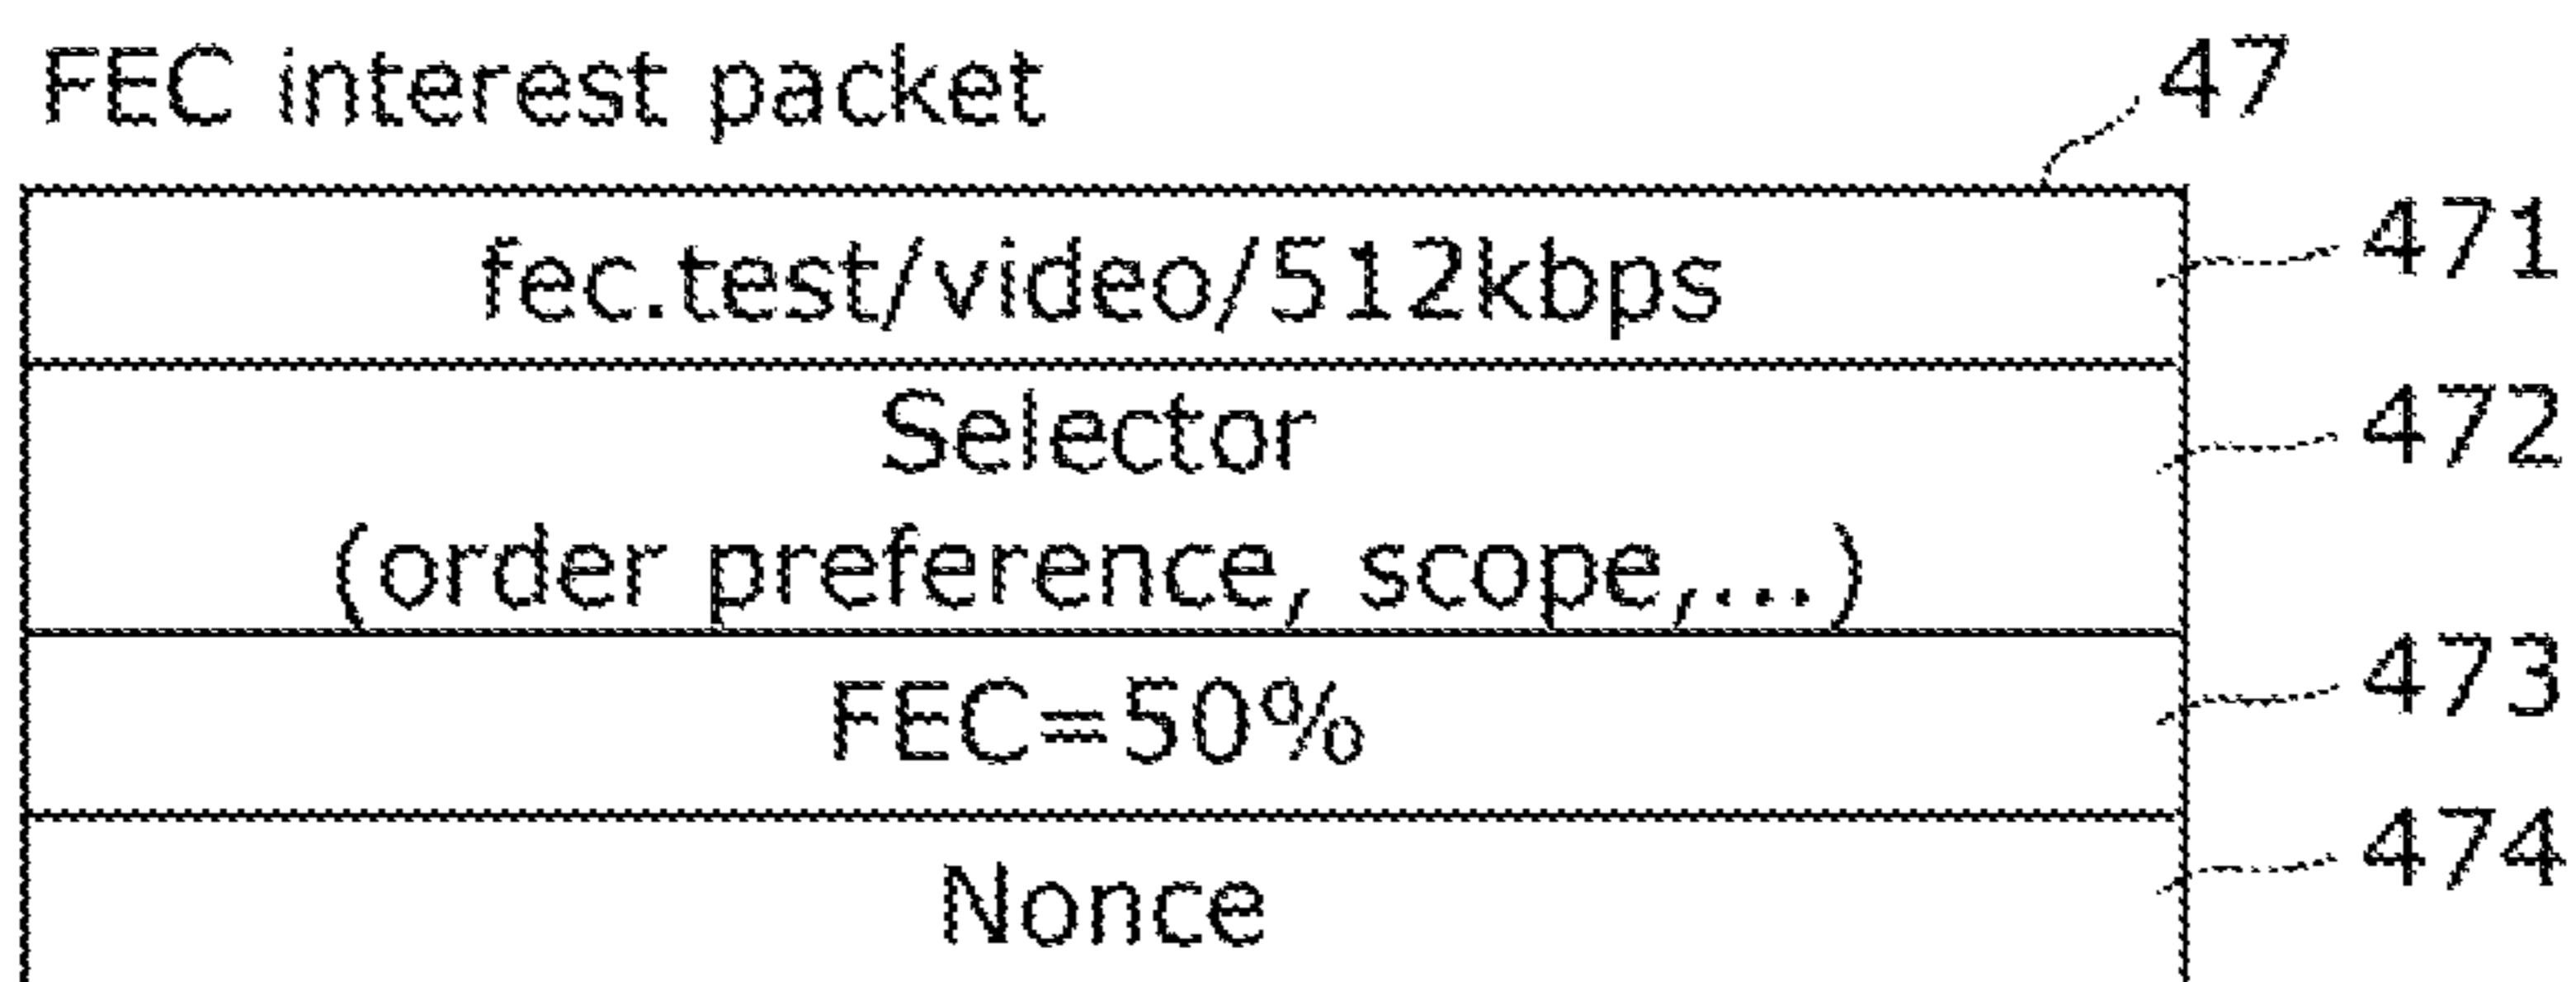 FEC interest packet
47
fec.test/video/512kbps
471
Selector
472
(order preference, scope,...)
FEC=50%
473
Nonce
474